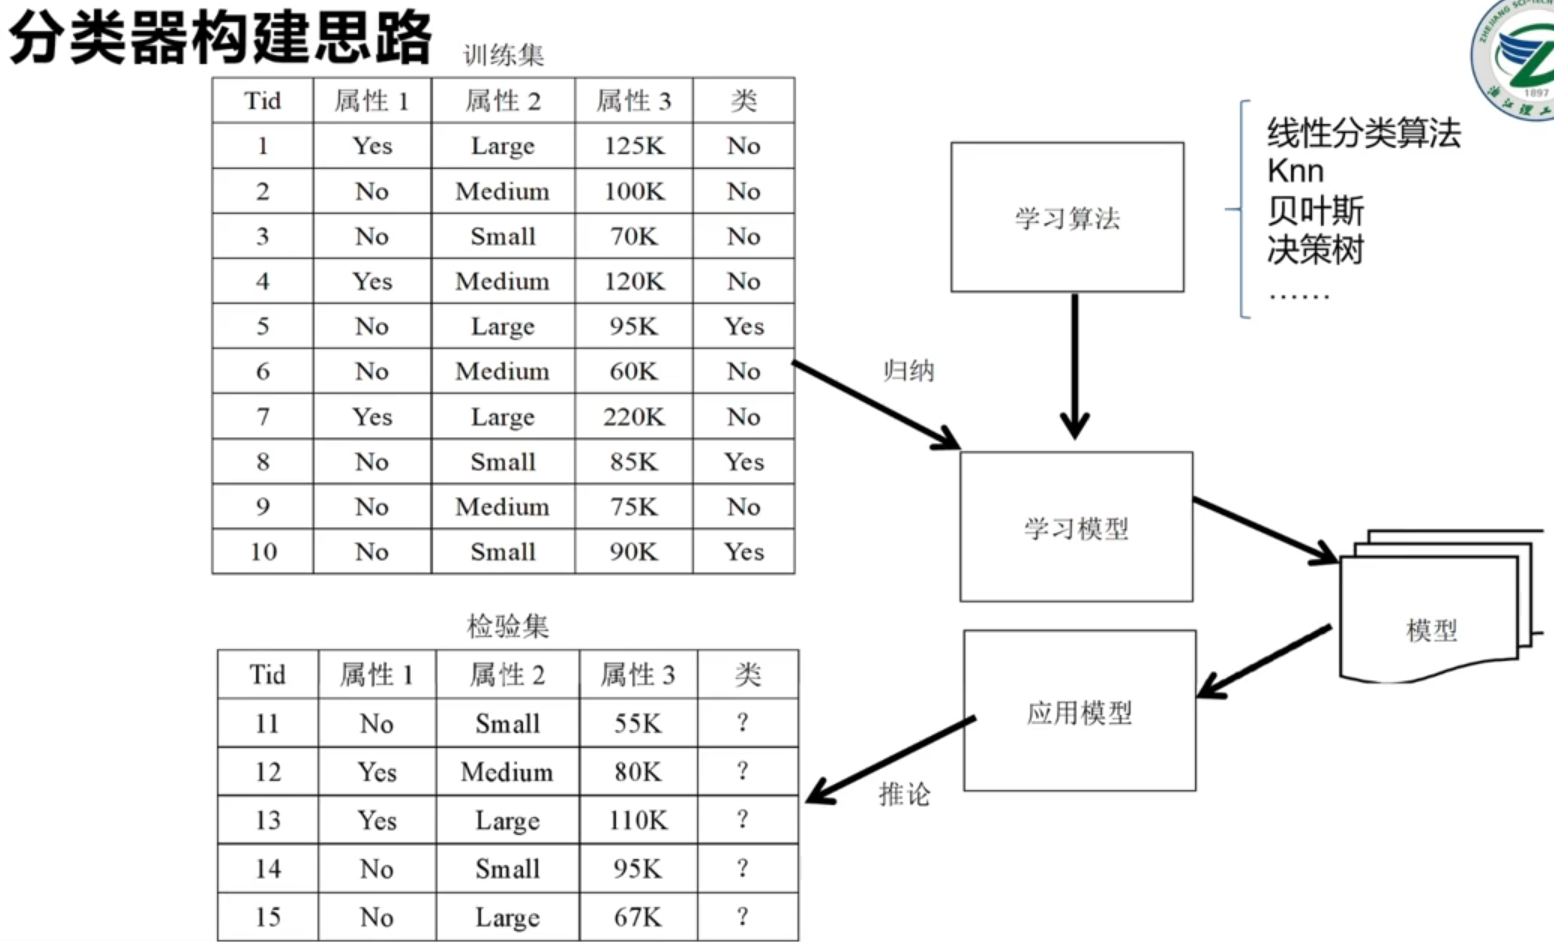 分类器构建思路
训练集
Tid 属性 1 属性 2 属性 3 类
1 Yes Large 125K No
2 No Medium 100K No
3 No Small 70K No
4 Yes Medium 120K No
5 No Large 95K Yes
6 No Medium 60K No
7 Yes Large 220K No
8 No Small 85K Yes
9 No Medium 75K No
10 No Small 90K Yes
检验集
Tid 属性 1 属性 2 属性 3 类
11 No Small 55K ?
12 Yes Medium 80K ?
13 Yes Large 110K ?
14 No Small 95K ?
15 No Large 67K ?
归纳
学习算法
线性分类算法
Knn
贝叶斯
决策树
……
学习模型
模型
应用模型
推论
ZHEJIANG SCI-TECH
1897
浙江理工